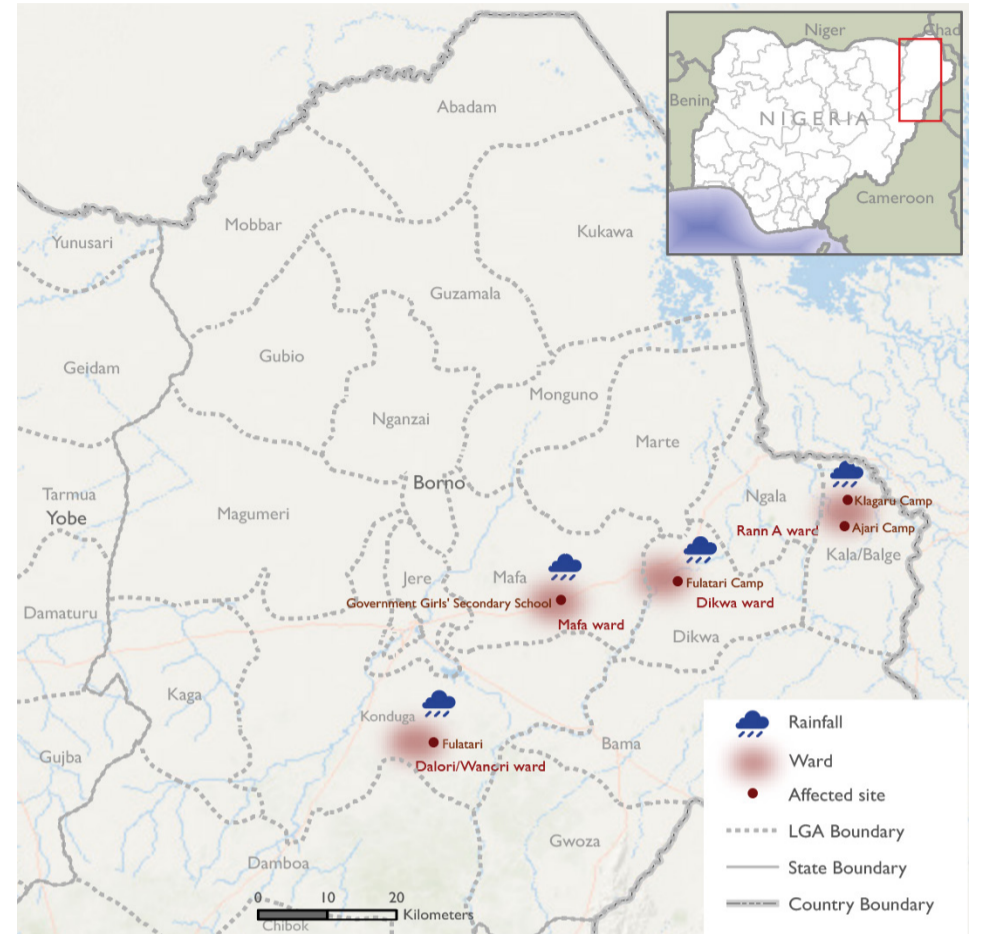 Niger
Chad
Benin
NIGERIA
Cameroon
Abadam
Mobbar
Yunusari
Kukawa
Guzamala
Gubio
Geidam
Nganzai
Monguno
Marte
Borno
Tarmua
Yobe
Magumeri
Ngala
Klagaru Camp
Rann A ward
Ajari Camp
Kala/Balge
Jere
Mafa
Fulatari Camp
Government Girls' Secondary School
Dikwa ward
Damaturu
Mafa ward
Dikwa
Kaga
Konduga
Fulatari
Bama
Gujba
Dalori/Wanori ward
Gwoza
Damboa
0 10 20
Kilometers
Chibok
Rainfall
Ward
Affected site
LGA Boundary
State Boundary
Country Boundary